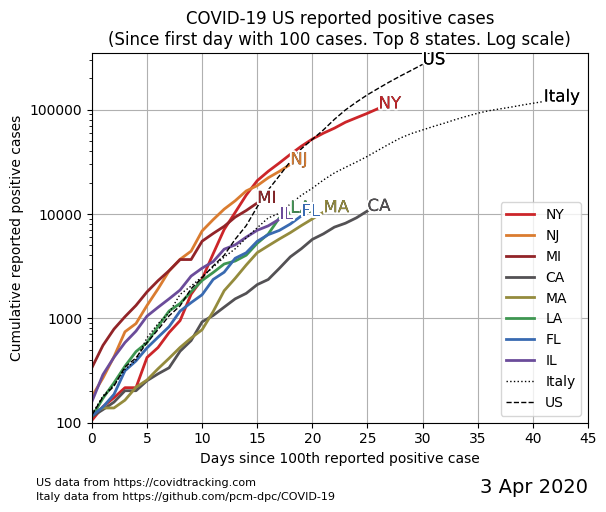 COVID-19 US reported positive cases
(Since first day with 100 cases. Top 8 states. Log scale)
Cumulative reported positive cases
100000
10000
1000
100
US
Italy
NY
NJ
MI
IL
LA
FL
MA
CA
NY
NJ
MI
CA
MA
LA
FL
IL
Italy
US
0 5 10 15 20 25 30 35 40 45
Days since 100th reported positive case
US data from https://covidtracking.com
Italy data from https://github.com/pcm-dpc/COVID-19
3 Apr 2020